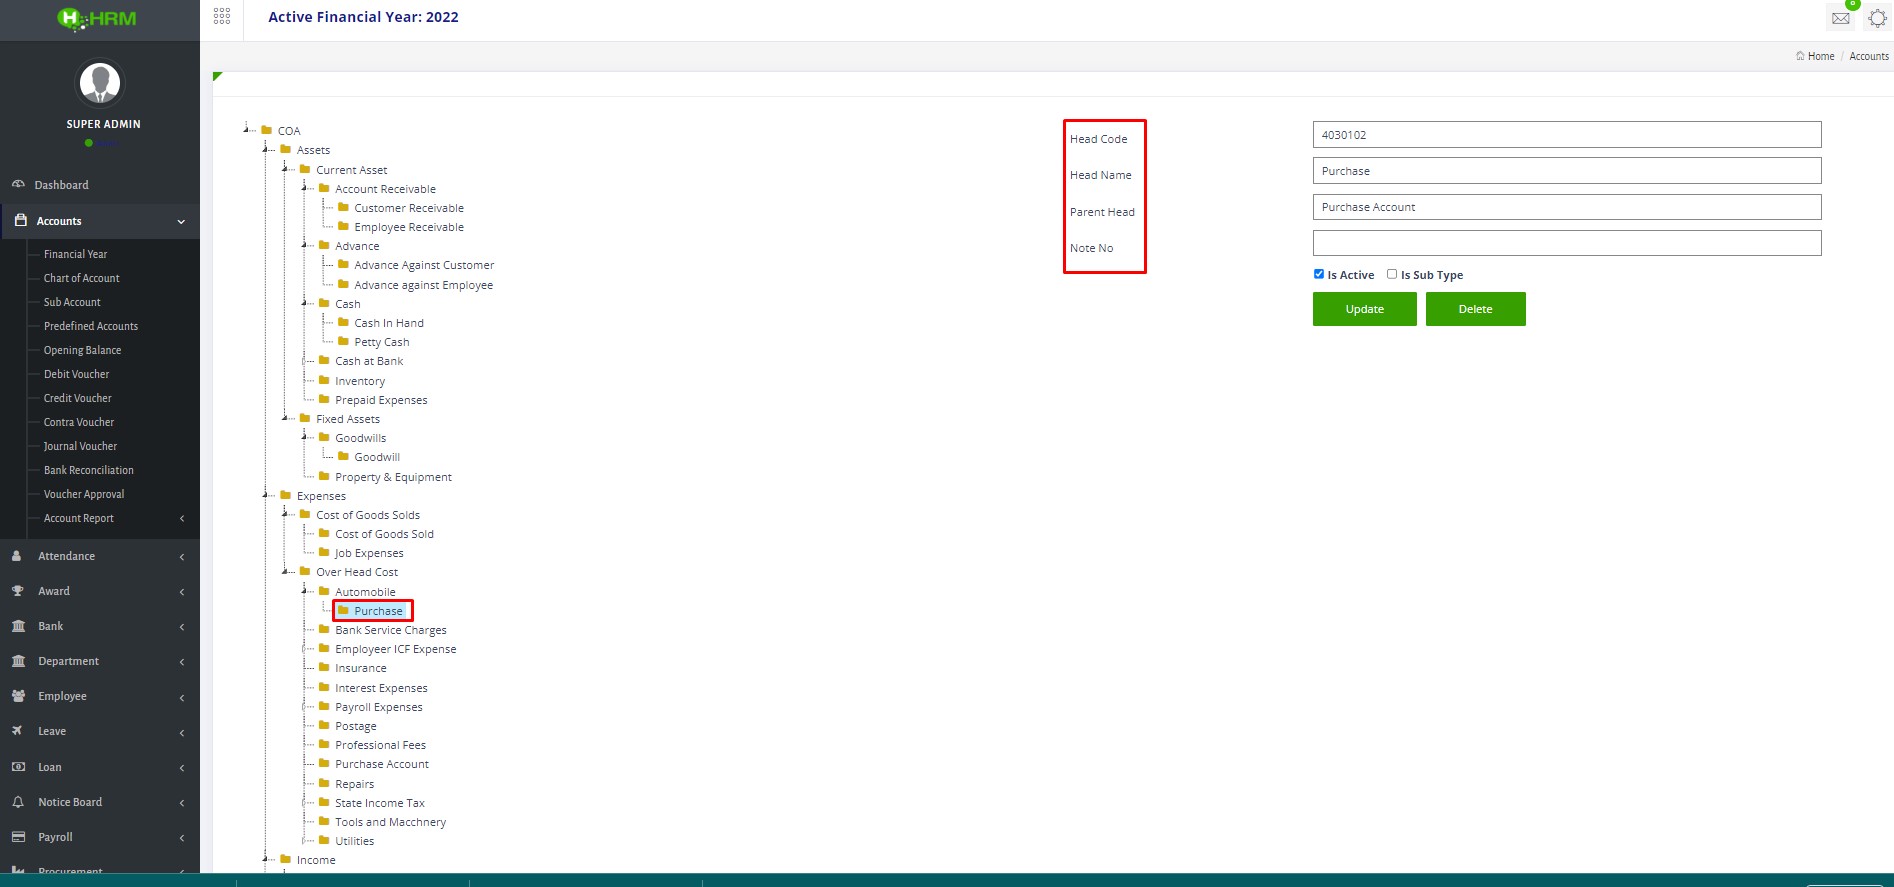 HRM
Active Financial Year: 2022
0
Home / Accounts
SUPER ADMIN
Dashboard
Accounts
Financial Year
Chart of Account
Sub Account
Predefined Accounts
Opening Balance
Debit Voucher
Credit Voucher
Contra Voucher
Journal Voucher
Bank Reconciliation
Voucher Approval
Account Report
Attendance
Award
Bank
Department
Employee
Leave
Loan
Notice Board
Payroll
Procurement
COA
Assets
Current Asset
Account Receivable
Customer Receivable
Employee Receivable
Advance
Advance Against Customer
Advance against Employee
Cash
Cash In Hand
Petty Cash
Cash at Bank
Inventory
Prepaid Expenses
Fixed Assets
Goodwills
Goodwill
Property & Equipment
Expenses
Cost of Goods Solds
Cost of Goods Sold
Job Expenses
Over Head Cost
Automobile
Purchase
Bank Service Charges
Employeer ICF Expense
Insurance
Interest Expenses
Payroll Expenses
Postage
Professional Fees
Purchase Account
Repairs
State Income Tax
Tools and Macchnery
Utilities
Income
Head Code 4030102
Head Name Purchase
Parent Head Purchase Account
Note No
Is Active Is Sub Type
Update Delete